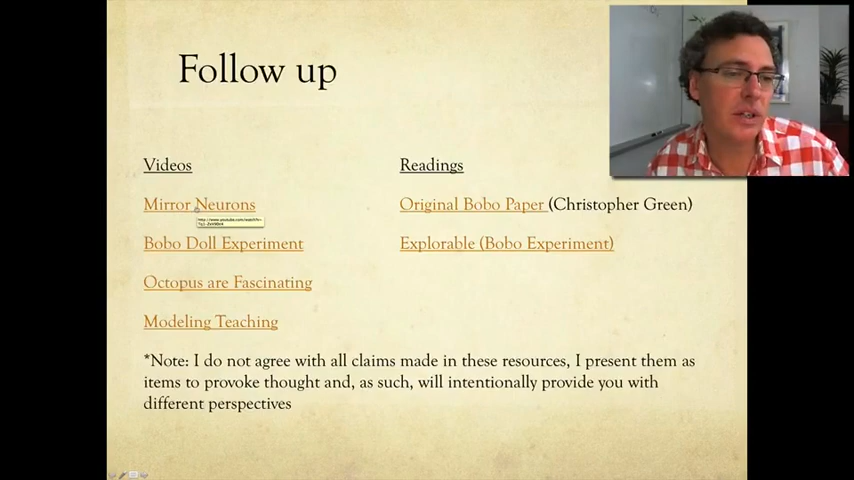 Follow up
Videos
Readings
Mirror Neurons
Original Bobo Paper (Christopher Green)
Bobo Doll Experiment
Explorable (Bobo Experiment)
Octopus are Fascinating
Modeling Teaching
*Note: I do not agree with all claims made in these resources, I present them as
items to provoke thought and, as such, will intentionally provide you with
different perspectives